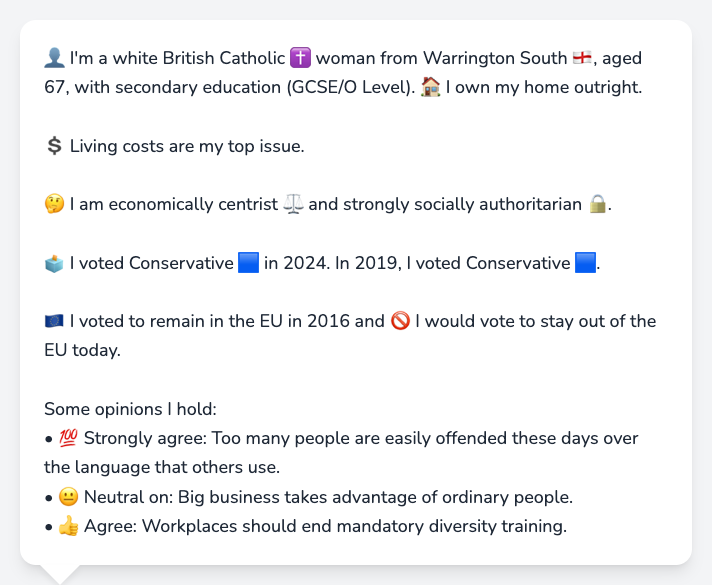 👤 I'm a white British Catholic ✝️ woman from Warrington South 🏴󠁧󠁢󠁥󠁮󠁧󠁿, aged
67, with secondary education (GCSE/O Level). 🏠 I own my home outright.
💲 Living costs are my top issue.
🤔 I am economically centrist ⚖️ and strongly socially authoritarian 🔒.
🗳️ I voted Conservative 🟦 in 2024. In 2019, I voted Conservative 🟦.
🇪🇺 I voted to remain in the EU in 2016 and 🚫 I would vote to stay out of the
EU today.
Some opinions I hold:
• 💯 Strongly agree: Too many people are easily offended these days over
the language that others use.
• 😐 Neutral on: Big business takes advantage of ordinary people.
• 👍 Agree: Workplaces should end mandatory diversity training.